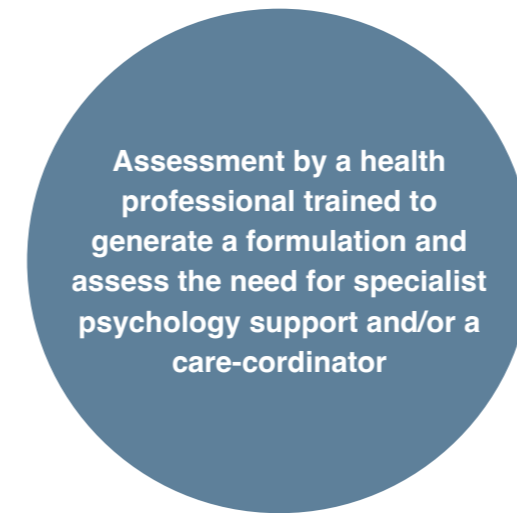 Assessment by a health
professional trained to
generate a formulation and
assess the need for specialist
psychology support and/or a
care-cordinator